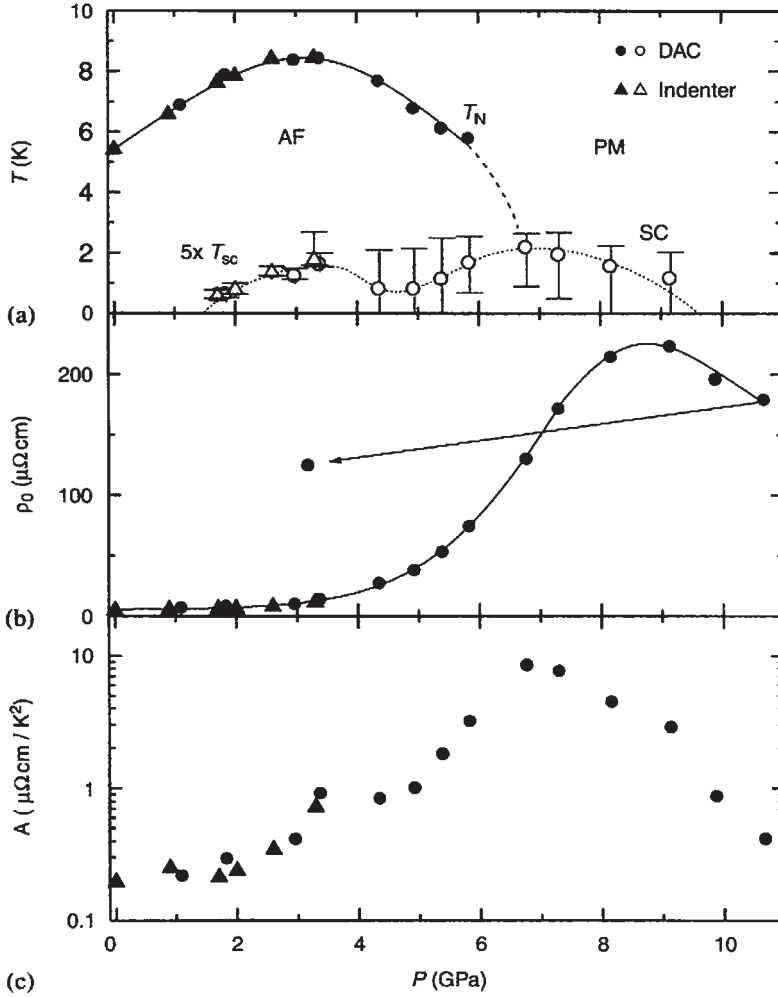 10
8
6
4
2
0
T (K)
DAC
Indenter
T_N
AF
PM
5x T_sc
SC
(a)
200
100
0
ρ₀ (μΩcm)
(b)
10
1
0.1
A ( μΩcm / K²)
0
2
4
6
8
10
P (GPa)
(c)